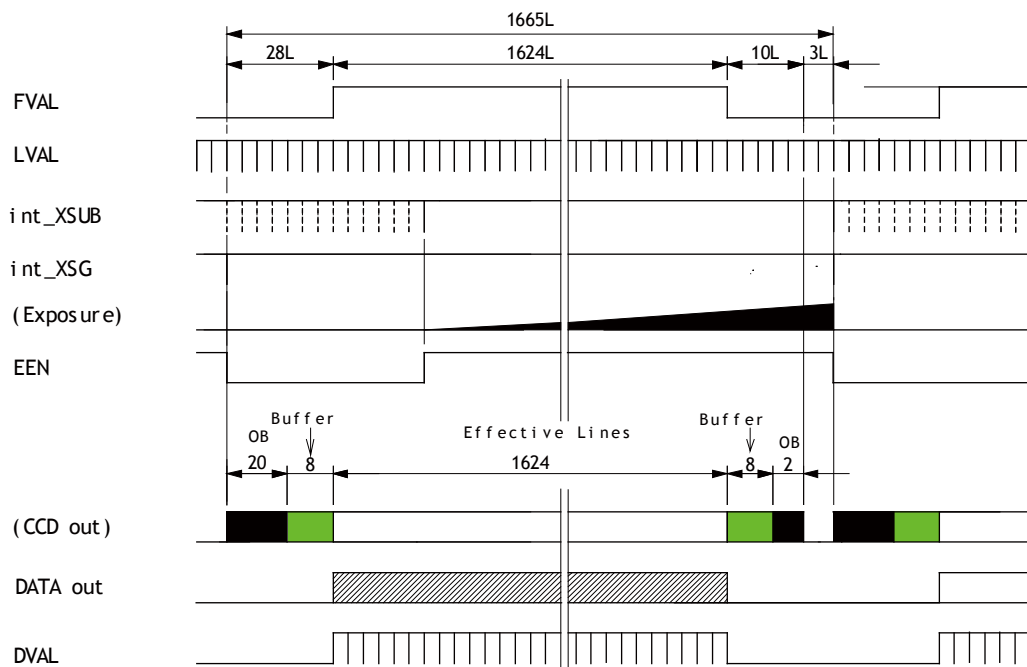 1665L
28L 1624L 10L 3L
FVAL
LVAL
int_XSUB
int_XSG
(Exposure)
EEN
Buffer Effective Lines Buffer
OB OB
20 8 1624 8 2
(CCD out)
DATA out
DVAL